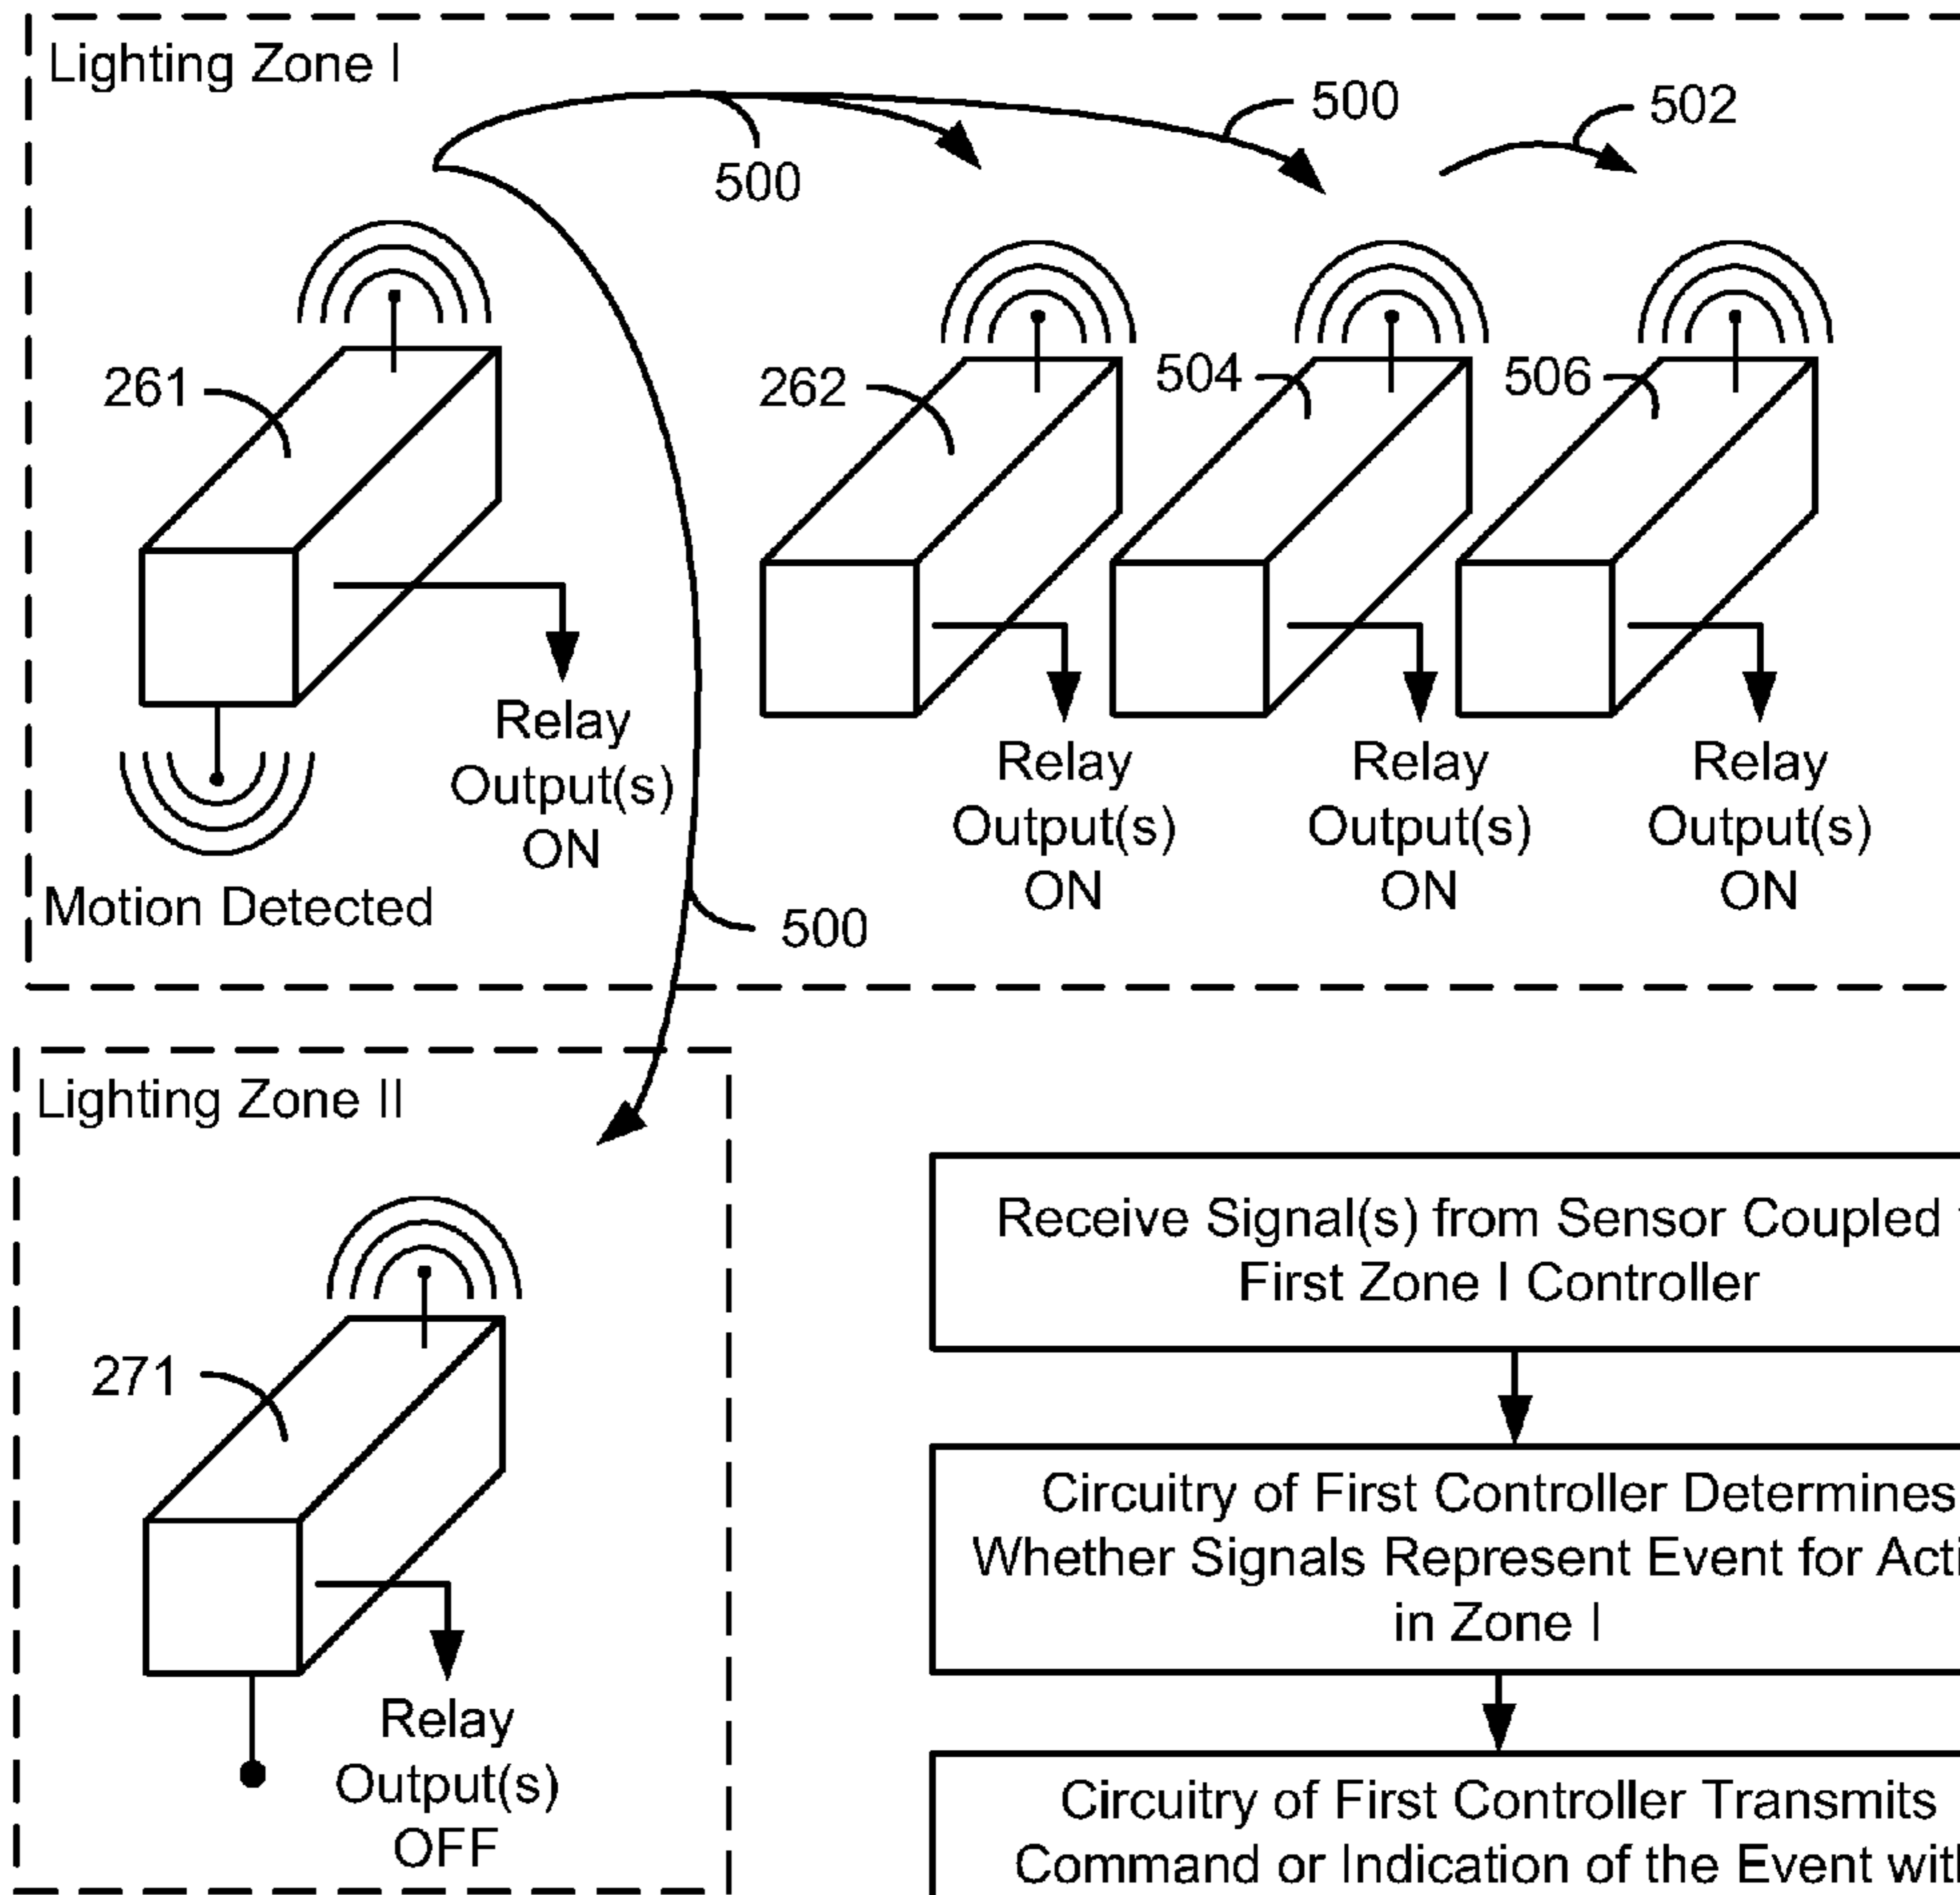 Lighting Zone I
500
500
502
261
262
504
506
Relay
Output(s)
ON
Relay
Output(s)
ON
Relay
Output(s)
ON
Relay
Output(s)
ON
Motion Detected
500
Lighting Zone II
271
Relay
Output(s)
OFF
Receive Signal(s) from Sensor Coupled
First Zone I Controller
Circuitry of First Controller Determines
Whether Signals Represent Event for
in Zone I
Circuitry of First Controller Transmits
Command or Indication of the Event